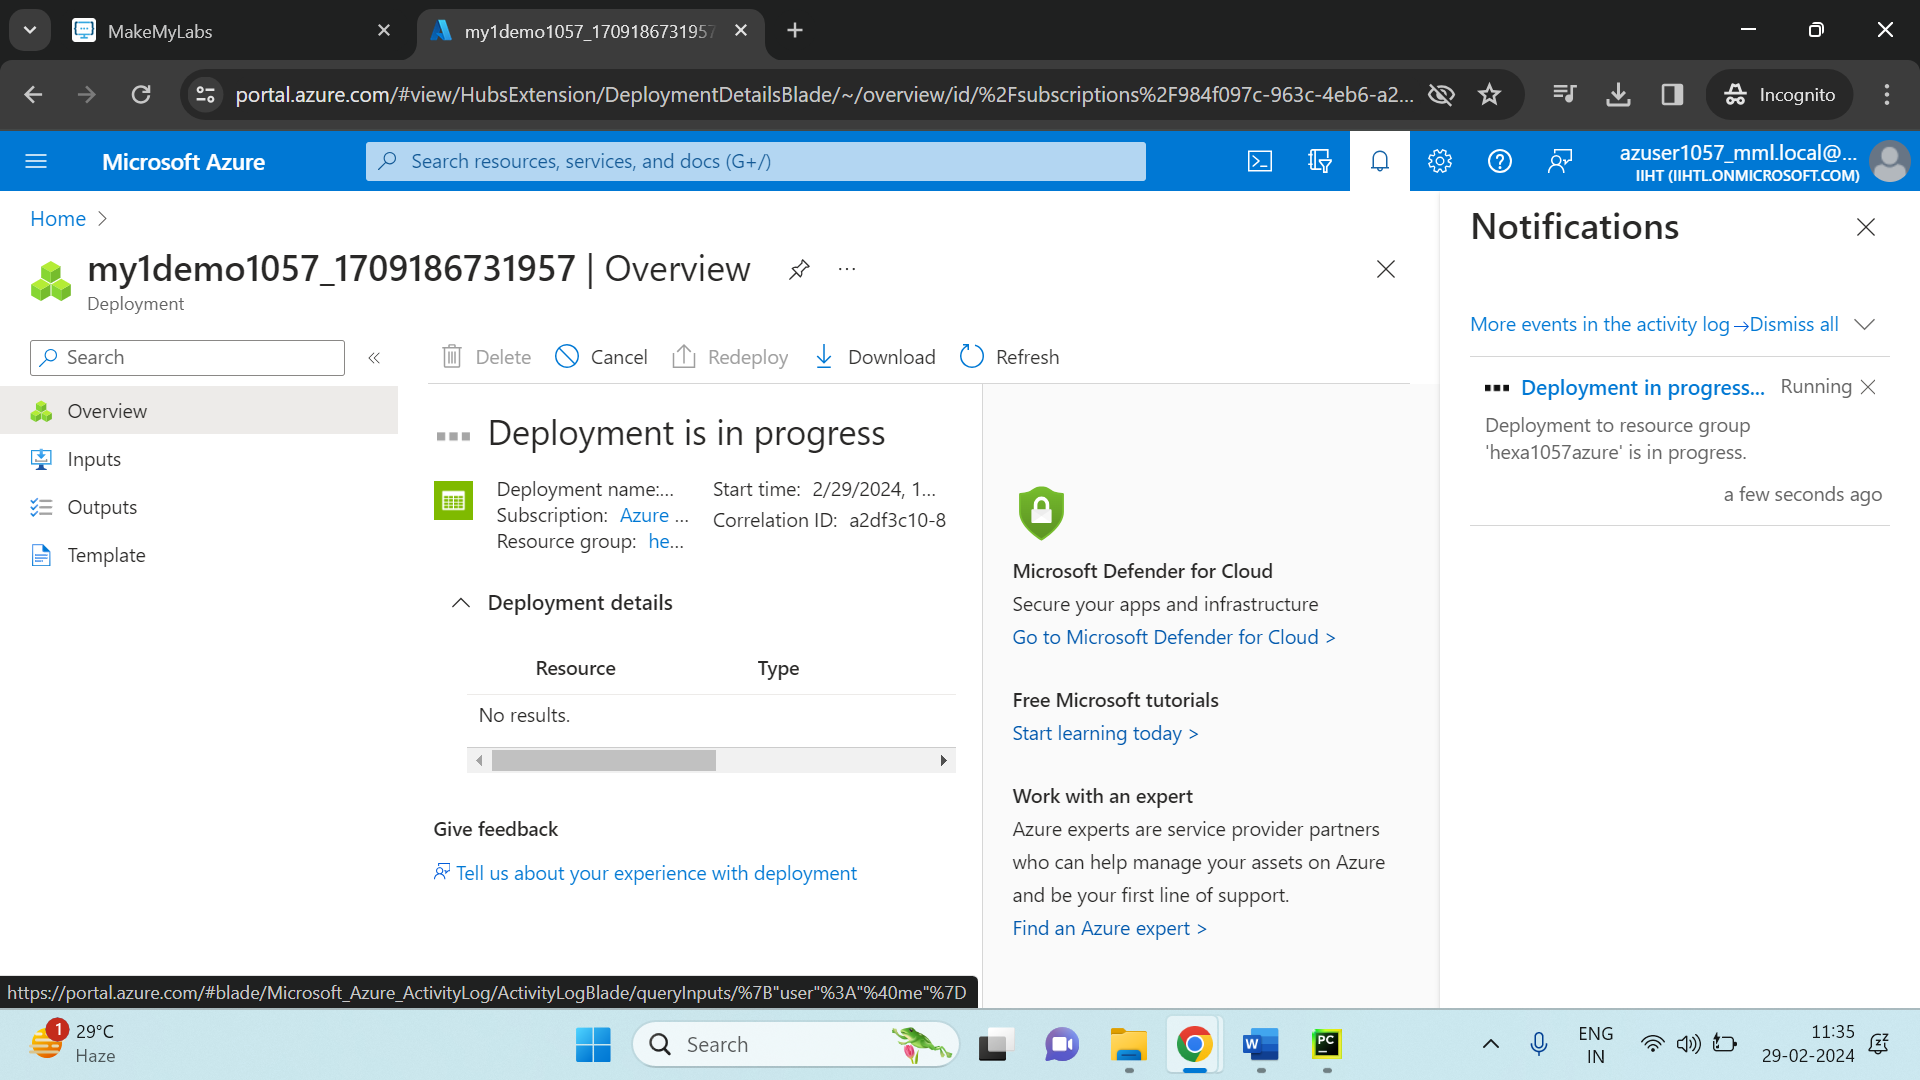 MakeMyLabs
my1demo1057_1709186731957
portal.azure.com/#view/HubsExtension/DeploymentDetailsBlade/~/overview/id/%2Fsubscriptions%2F984f097c-963c-4eb6-a2...
Incognito
Microsoft Azure
Search resources, services, and docs (G+/)
azuser1057_mml.local@...
IIHT (IIHTL.ONMICROSOFT.COM)
Home
my1demo1057_1709186731957 | Overview
...
Deployment
Search
Overview
Inputs
Outputs
Template
Delete
Cancel
Redeploy
Download
Refresh
Deployment is in progress
Deployment name:...
Subscription: Azure ...
Resource group: he...
Start time: 2/29/2024, 1...
Correlation ID: a2df3c10-8
Deployment details
Resource Type
No results.
Give feedback
Tell us about your experience with deployment
Microsoft Defender for Cloud
Secure your apps and infrastructure
Go to Microsoft Defender for Cloud >
Free Microsoft tutorials
Start learning today >
Work with an expert
Azure experts are service provider partners
who can help manage your assets on Azure
and be your first line of support.
Find an Azure expert >
Notifications
More events in the activity log→ Dismiss all
Deployment in progress... Running
Deployment to resource group
'hexa1057azure' is in progress.
a few seconds ago
https://portal.azure.com/#blade/Microsoft_Azure_ActivityLog/ActivityLogBlade/queryInputs/%7B"user"%3A"%40me"%7D
1
29°C
Haze
Search
W
PC
ENG
IN
11:35
29-02-2024